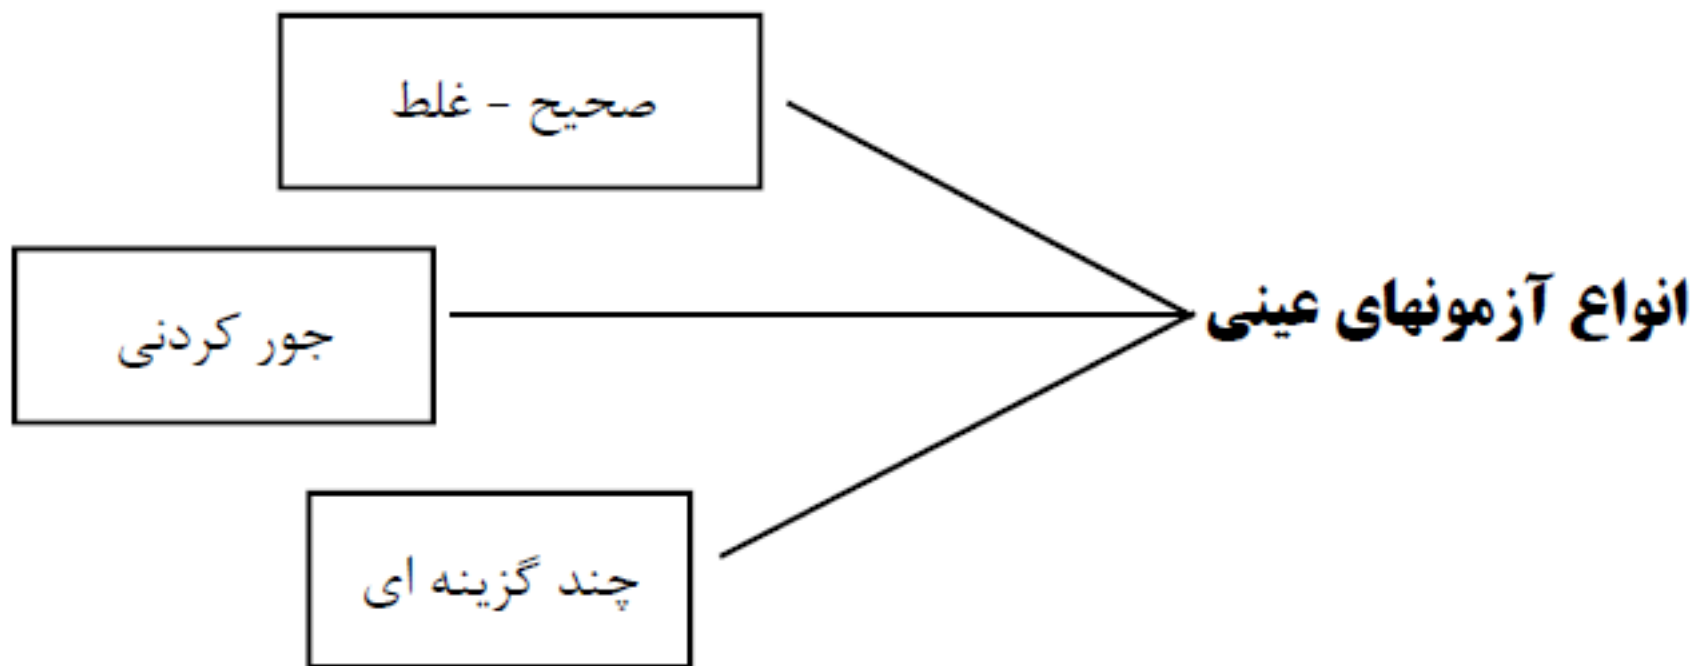 انواع آزمونهای عینی
صحیح - غلط
جور کردنی
چند گزینه ای